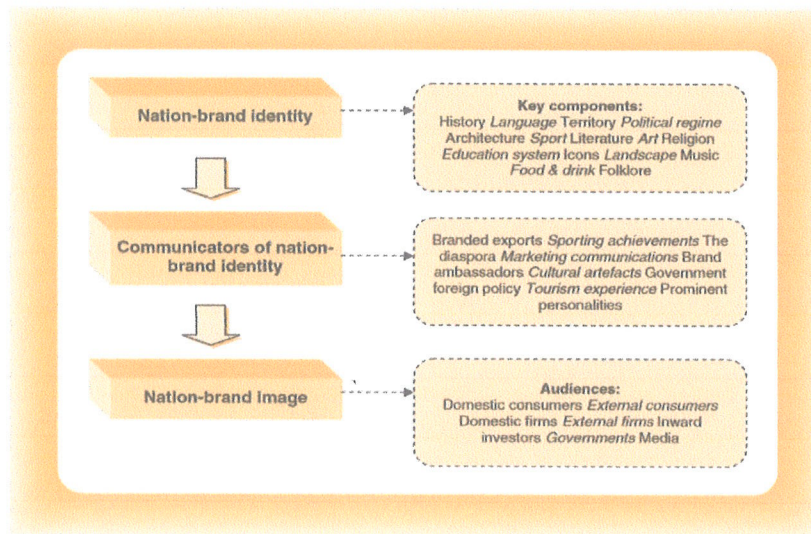 Nation-brand identity
Key components:
History Language Territory Political regime
Architecture Sport Literature Art Religion
Education system Icons Landscape Music
Food & drink Folklore
Communicators of nation-
brand identity
Branded exports Sporting achievements The
diaspora Marketing communications Brand
ambassadors Cultural artefacts Government
foreign policy Tourism experience Prominent
personalities
Nation-brand image
Audiences:
Domestic consumers External consumers
Domestic firms External firms Inward
investors Governments Media